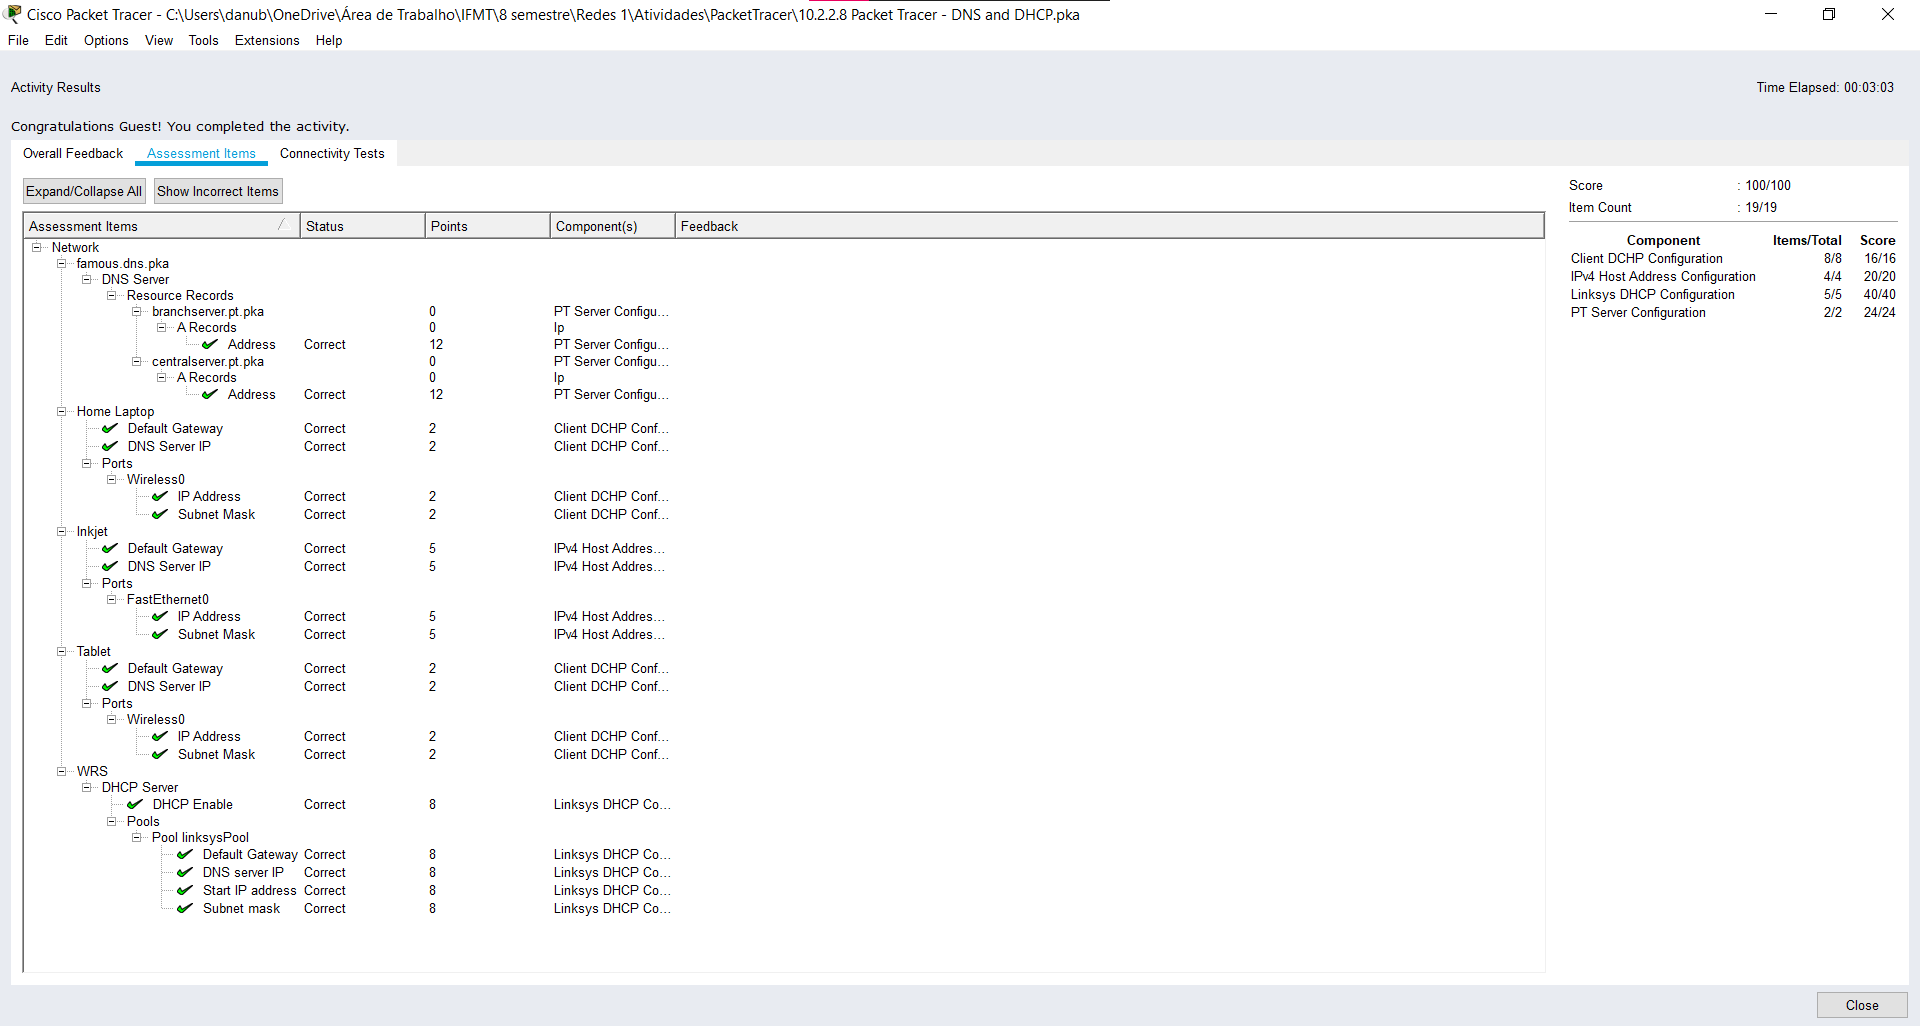 Cisco Packet Tracer - C:\Users\danub\OneDrive\Área de Trabalho\IFMT\8 semestre\Redes 1\Atividades\PacketTracer\10.2.2.8 Packet Tracer - DNS and DHCP.pka
File Edit Options View Tools Extensions Help
Activity Results Time Elapsed: 00:03:03
Congratulations Guest! You completed the activity.
Overall Feedback Assessment Items Connectivity Tests
Expand/Collapse All Show Incorrect Items
Assessment Items Status Points Component(s) Feedback
Network
famous.dns.pka
DNS Server
Resource Records
branchserver.pt.pka 0 PT Server Configu...
A Records 0 Ip
Address Correct 12 PT Server Configu...
centralserver.pt.pka 0 PT Server Configu...
A Records 0 Ip
Address Correct 12 PT Server Configu...
Home Laptop
Default Gateway Correct 2 Client DCHP Conf...
DNS Server IP Correct 2 Client DCHP Conf...
Ports
Wireless0
IP Address Correct 2 Client DCHP Conf...
Subnet Mask Correct 2 Client DCHP Conf...
Inkjet
Default Gateway Correct 5 IPv4 Host Addres...
DNS Server IP Correct 5 IPv4 Host Addres...
Ports
FastEthernet0
IP Address Correct 5 IPv4 Host Addres...
Subnet Mask Correct 5 IPv4 Host Addres...
Tablet
Default Gateway Correct 2 Client DCHP Conf...
DNS Server IP Correct 2 Client DCHP Conf...
Ports
Wireless0
IP Address Correct 2 Client DCHP Conf...
Subnet Mask Correct 2 Client DCHP Conf...
WRS
DHCP Server
DHCP Enable Correct 8 Linksys DHCP Co...
Pools
Pool linksysPool
Default Gateway Correct 8 Linksys DHCP Co...
DNS server IP Correct 8 Linksys DHCP Co...
Start IP address Correct 8 Linksys DHCP Co...
Subnet mask Correct 8 Linksys DHCP Co...
Score : 100/100
Item Count : 19/19
Component Items/Total Score
Client DCHP Configuration 8/8 16/16
IPv4 Host Address Configuration 4/4 20/20
Linksys DHCP Configuration 5/5 40/40
PT Server Configuration 2/2 24/24
Close